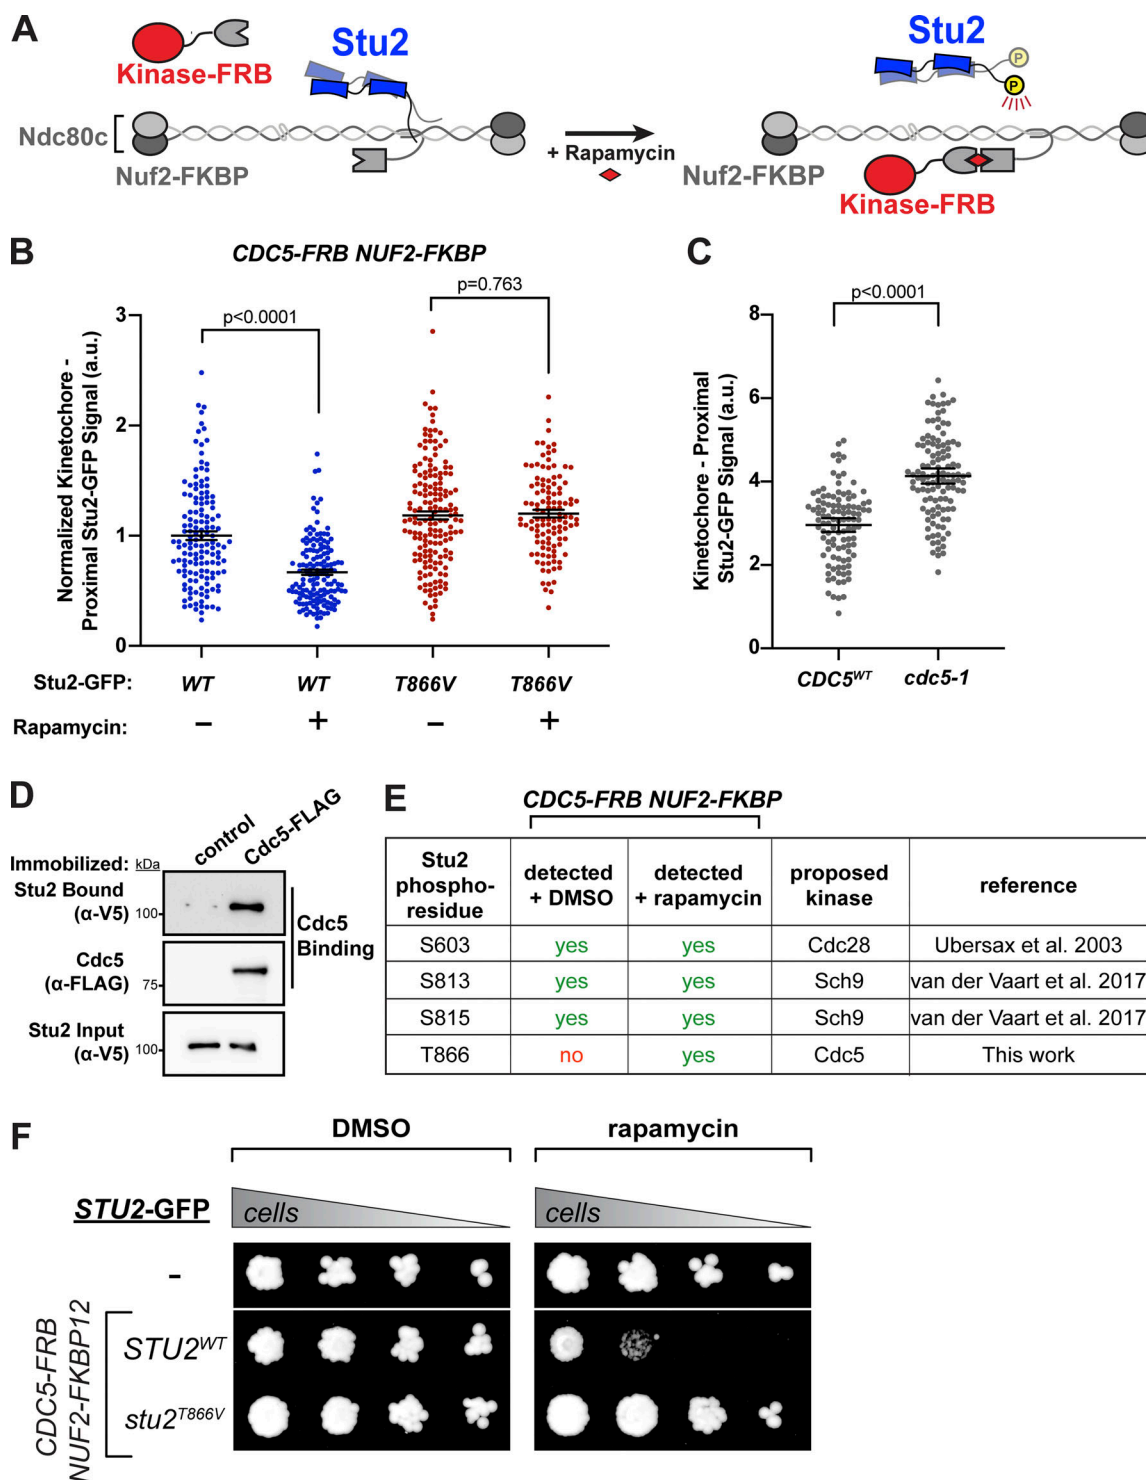 A
Kinase-FRB
Stu2
Ndc80c
Nuf2-FKBP
+ Rapamycin
Stu2
P
P
Nuf2-FKBP
Kinase-FRB
B
CDC5-FRB NUF2-FKBP
p<0.0001
p=0.763
Normalized Kinetochore -
Proximal Stu2-GFP Signal (a.u.)
3
2
1
0
Stu2-GFP: WT WT T866V T866V
Rapamycin: – + – +
C
p<0.0001
Kinetochore - Proximal
Stu2-GFP Signal (a.u.)
8
6
4
2
0
CDC5WT cdc5-1
D
control Cdc5-FLAG
Immobilized: kDa
Stu2 Bound
(α-V5) 100
Cdc5
(α-FLAG) 75
Cdc5
Binding
Stu2 Input
(α-V5) 100
E
CDC5-FRB NUF2-FKBP
Stu2 phospho-residue detected + DMSO detected + rapamycin proposed kinase reference
S603 yes yes Cdc28 Ubersax et al. 2003
S813 yes yes Sch9 van der Vaart et al. 2017
S815 yes yes Sch9 van der Vaart et al. 2017
T866 no yes Cdc5 This work
F
DMSO rapamycin
STU2-GFP cells cells
-
CDC5-FRB
NUF2-FKBP12
STU2WT
stu2T866V